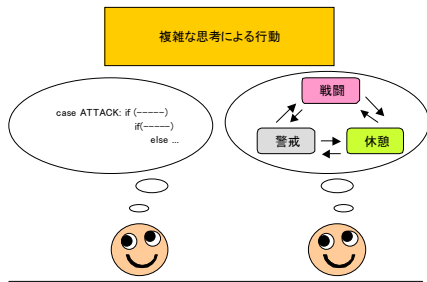 複雑な思考による行動
case ATTACK: if (-----)
if(-----)
else ...
戦闘
警戒
休憩